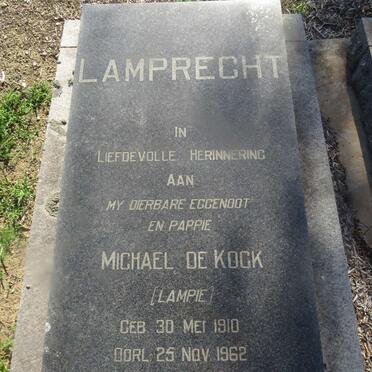 LAMPRECHT
IN
LIEFDEVOLLE HERINNERING
AAN
MY DIERBARE EGGENOOT
EN PAPPIE
MICHAEL DE KOCK
(LAMPIE)
GEB. 30 MEI 1910
OORL. 25 NOV. 1962